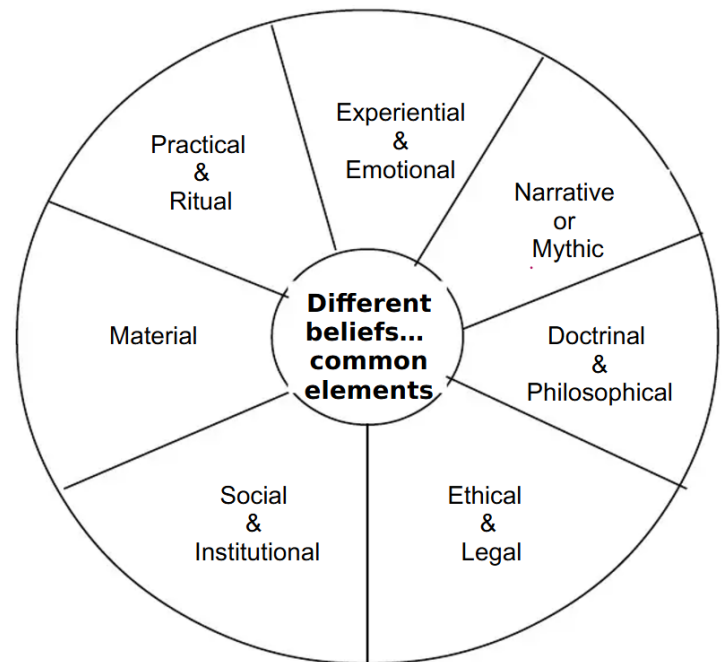 Experiential
&
Emotional
Practical
&
Ritual
Narrative
or
Mythic
Different
beliefs...
common
elements
Material
Doctrinal
&
Philosophical
Social
&
Institutional
Ethical
&
Legal